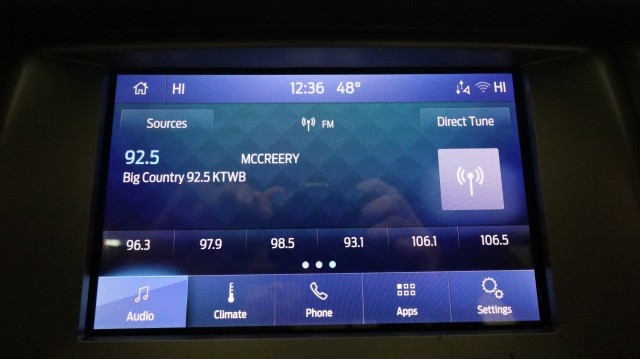 HI 12:36 48° HI
Sources FM Direct Tune
92.5 MCCREERY
Big Country 92.5 KTWB
96.3 97.9 98.5 93.1 106.1 106.5
Audio Climate Phone Apps Settings